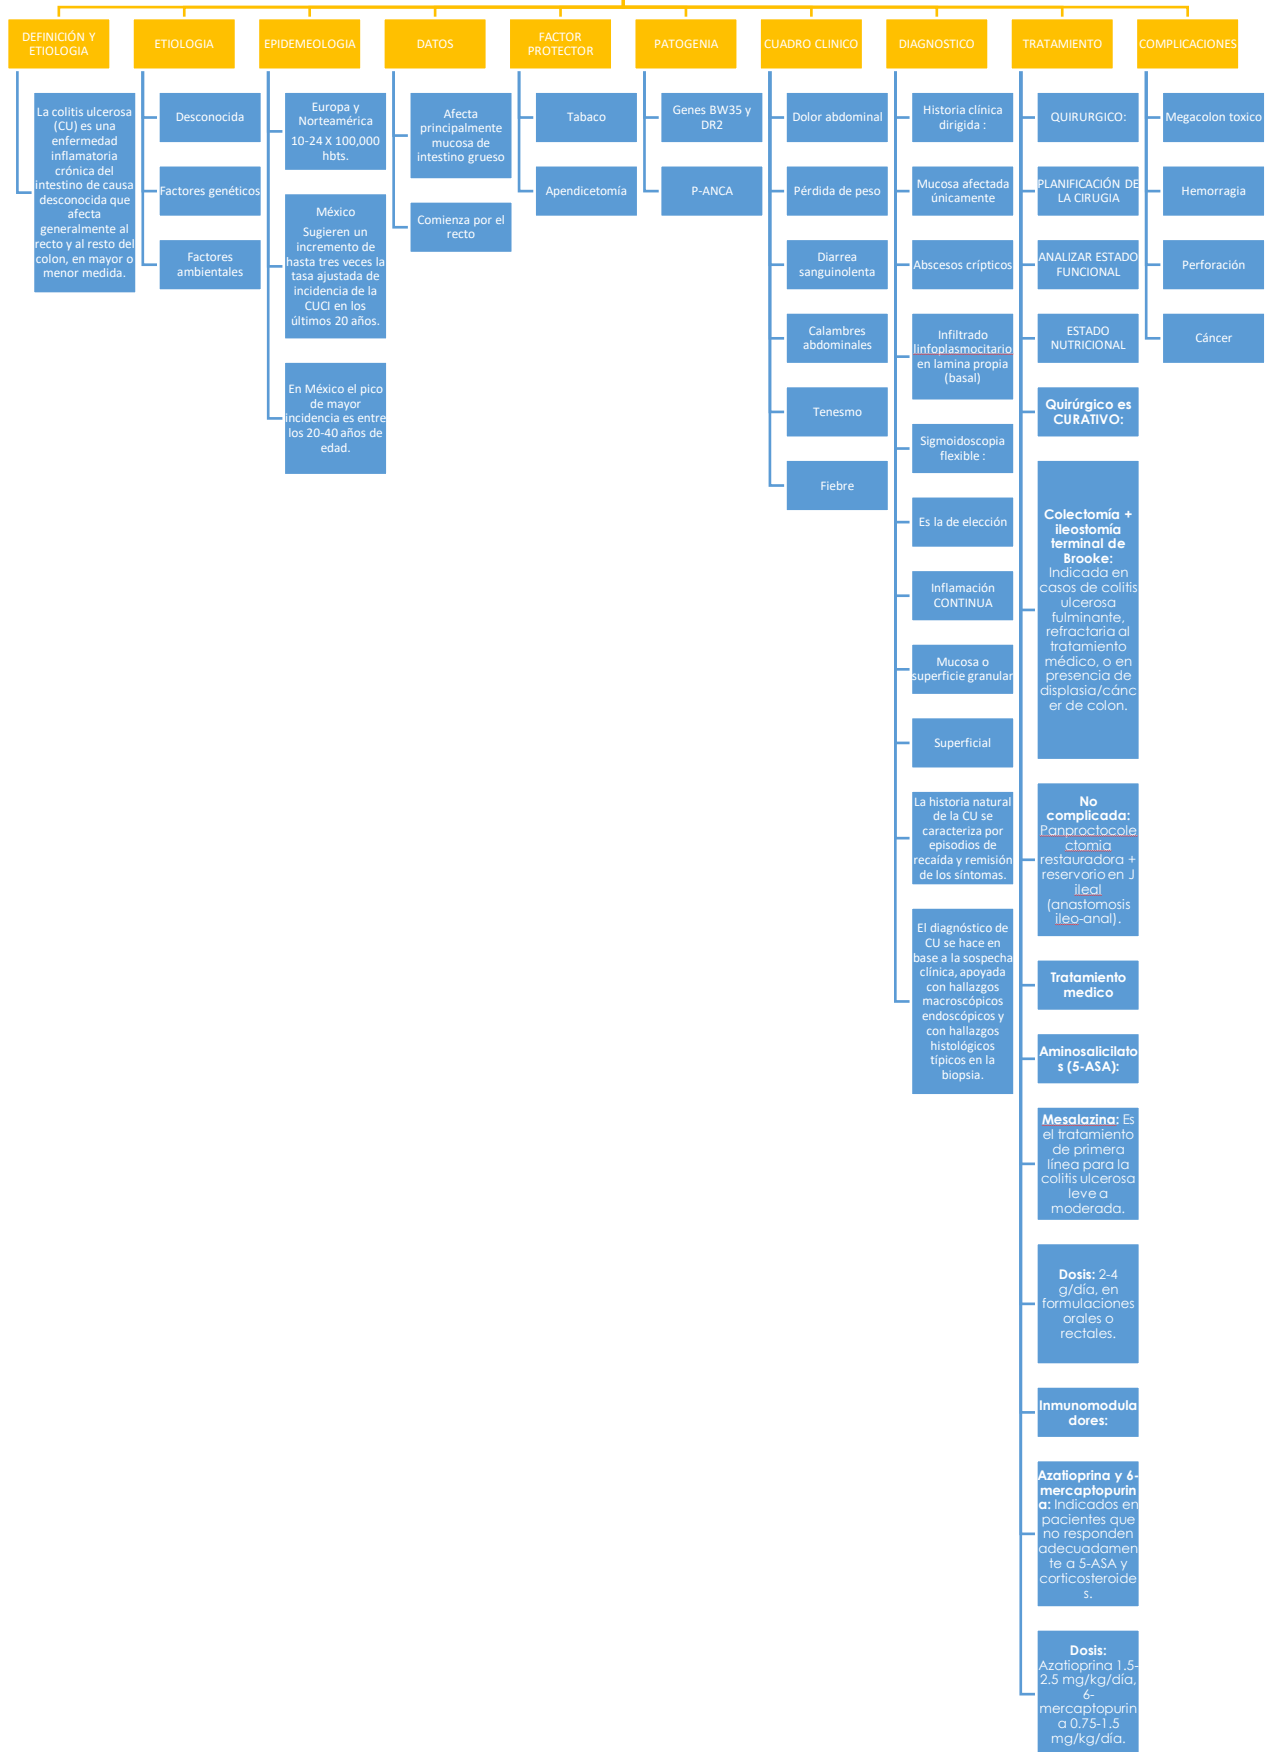 DEFINICIÓN Y
ETIOLOGIA
La colitis ulcerosa
(CU) es una
enfermedad
inflamatoria
crónica del
intestino de causa
desconocida que
afecta
generalmente al
recto y al resto del
colon, en mayor o
menor medida.
ETIOLOGIA
Desconocida
Factores genéticos
Factores
ambientales
EPIDEMEOLOGIA
Europa y
Norteamérica
10-24 X 100,000
hbts.
México
Sugieren un
incremento de
hasta tres veces la
tasa ajustada de
incidencia de la
CUCI en los
últimos 20 años.
En México el pico
de mayor
incidencia es entre
los 20-40 años de
edad.
DATOS
Afecta
principalmente
mucosa de
intestino grueso
Comienza por el
recto
FACTOR
PROTECTOR
Tabaco
Apendicetomía
PATOGENIA
Genes BW35 y
DR2
P-ANCA
CUADRO CLINICO
Dolor abdominal
Pérdida de peso
Diarrea
sanguinolenta
Calambres
abdominales
Tenesmo
Fiebre
DIAGNOSTICO
Historia clínica
dirigida :
Mucosa afectada
únicamente
Abscesos crípticos
Infiltrado
linfoplasmocitario
en lamina propia
(basal)
Sigmoidoscopia
flexible :
Es la de elección
Inflamación
CONTINUA
Mucosa o
superficie granular
Superficial
La historia natural
de la CU se
caracteriza por
episodios de
recaída y remisión
de los síntomas.
El diagnóstico de
CU se hace en
base a la sospecha
clínica, apoyada
con hallazgos
macroscópicos
endoscópicos y
con hallazgos
histológicos
típicos en la
biopsia.
TRATAMIENTO
QUIRURGICO:
PLANIFICACIÓN DE
LA CIRUGIA
ANALIZAR ESTADO
FUNCIONAL
ESTADO
NUTRICIONAL
Quirúrgico es
CURATIVO:
Colectomía +
ileostomía
terminal de
Brooke:
Indicada en
casos de colitis
ulcerosa
fulminante,
refractaria al
tratamiento
médico, o en
presencia de
displasia/cánc
er de colon.
No
complicada:
Panproctocole
ctomia
restauradora +
reservorio en J
ileal
(anastomosis
ileo-anal).
Tratamiento
medico
Aminosalicilato
s (5-ASA):
Mesalazina: Es
el tratamiento
de primera
línea para la
colitis ulcerosa
leve a
moderada.
Dosis: 2-4
g/día, en
formulaciones
orales o
rectales.
Inmunomodula
dores:
Azatioprina y 6-
mercaptopurin
a: Indicados en
pacientes que
no responden
adecuadamen
te a 5-ASA y
corticosteroide
s.
Dosis:
Azatioprina 1.5-
2.5 mg/kg/día,
6-
mercaptopurin
a 0.75-1.5
mg/kg/día.
COMPLICACIONES
Megacolon toxico
Hemorragia
Perforación
Cáncer